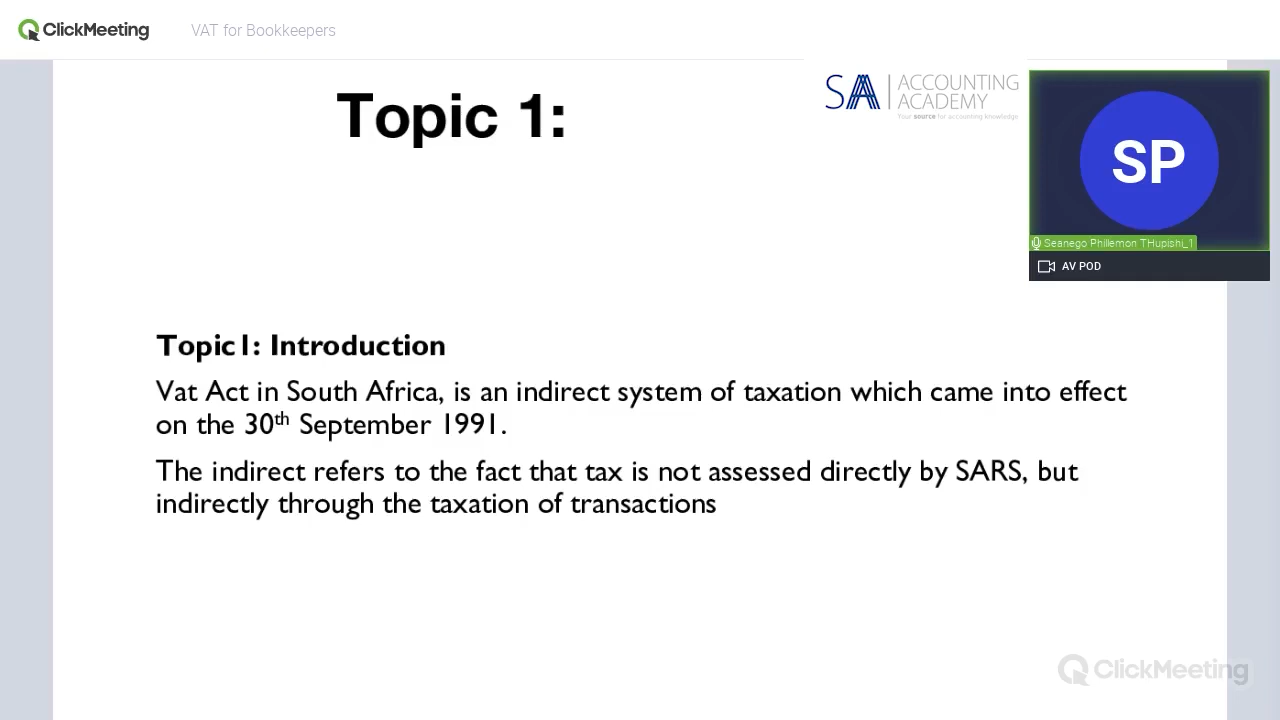 ClickMeeting
VAT for Bookkeepers
Topic 1:
SA ACCOUNTING
ACADEMY
Your source for accounting knowledge
SP
Seanego Phillemon THupishi_1
AV POD
Topic1: Introduction
Vat Act in South Africa, is an indirect system of taxation which came into effect
on the 30th September 1991.
The indirect refers to the fact that tax is not assessed directly by SARS, but
indirectly through the taxation of transactions
ClickMeeting